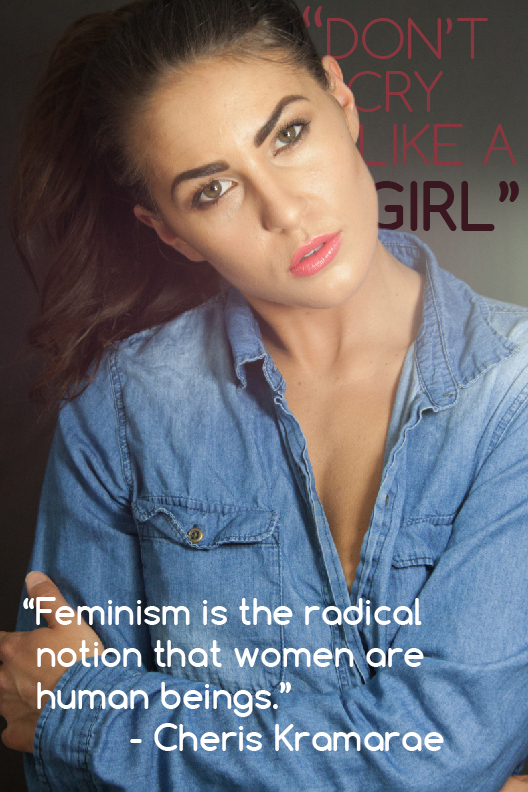 “DON'T
CRY
LIKE A
GIRL”
“Feminism is the radical
notion that women are
human beings.”
- Cheris Kramarae